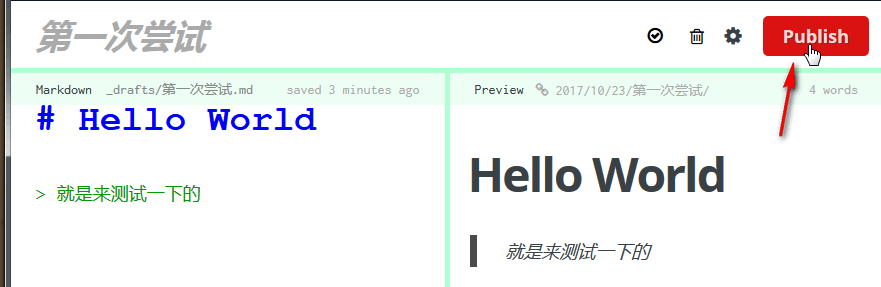 第一次尝试
Publish
Markdown _drafts/第一次尝试.md saved 3 minutes ago
# Hello World
> 就是来测试一下的
Preview 2017/10/23/第一次尝试/ 4 words
Hello World
就是来测试一下的